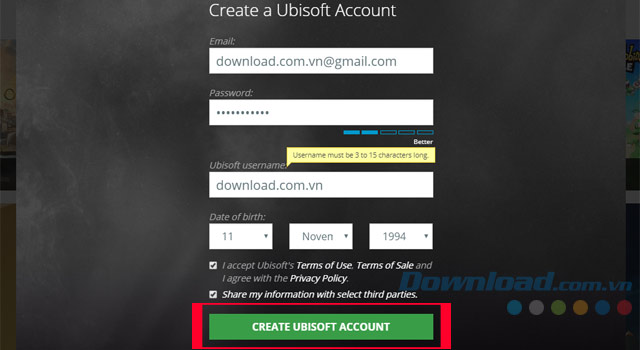 Create a Ubisoft Account
Email:
download.com.vn@gmail.com
Password:
•••••••••••
Better
Username must be 3 to 15 characters long.
Ubisoft username:
download.com.vn
Date of birth:
11 Noven 1994
I accept Ubisoft's Terms of Use, Terms of Sale and
I agree with the Privacy Policy.
Share my information with select third parties.
Download.com.vn
CREATE UBISOFT ACCOUNT